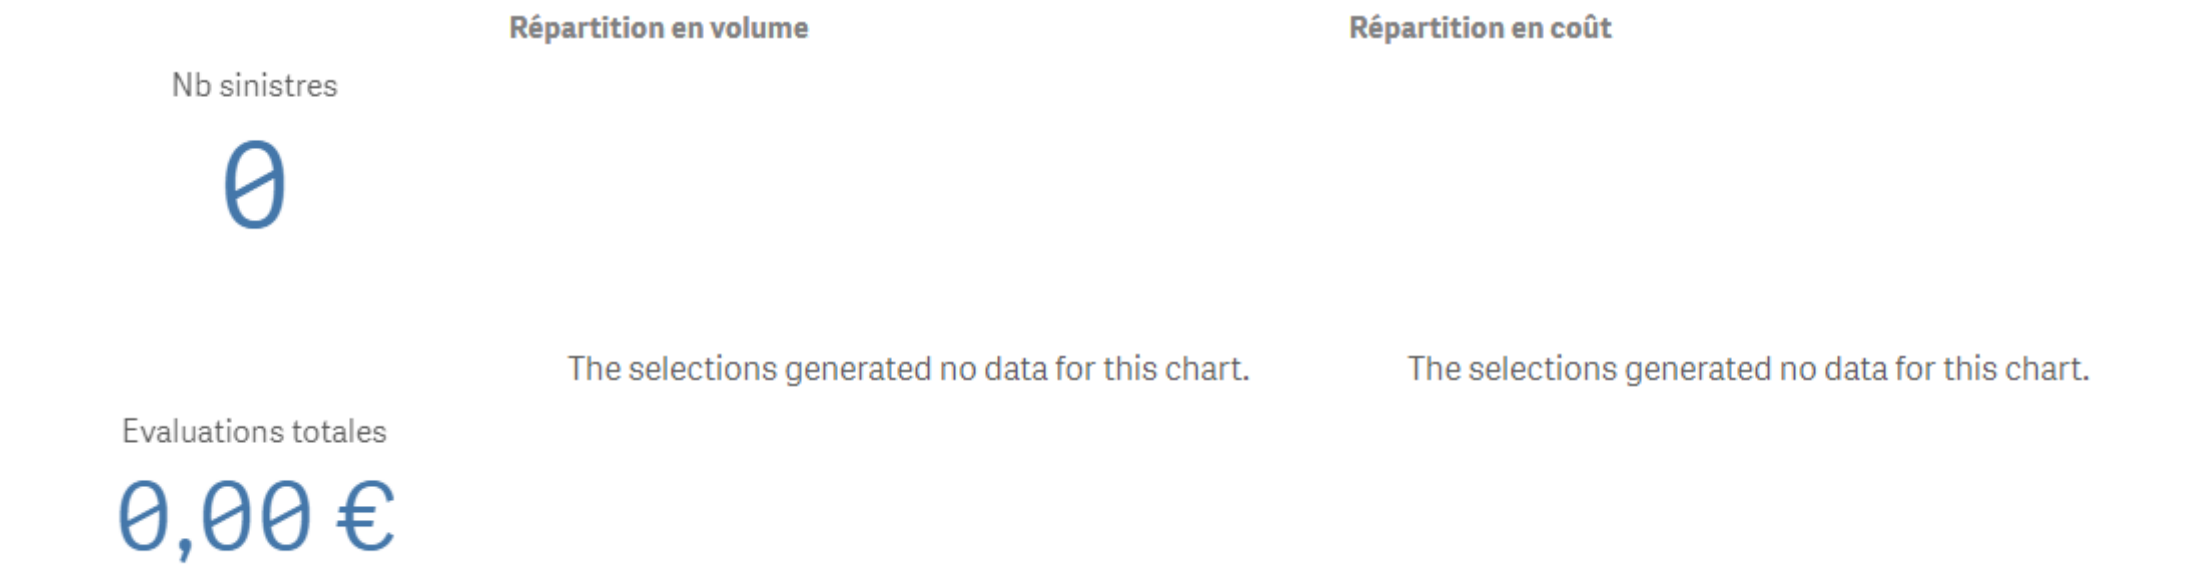 Répartition en volume
Répartition en coût
Nb sinistres
0
The selections generated no data for this chart.
The selections generated no data for this chart.
Evaluations totales
0,00 €